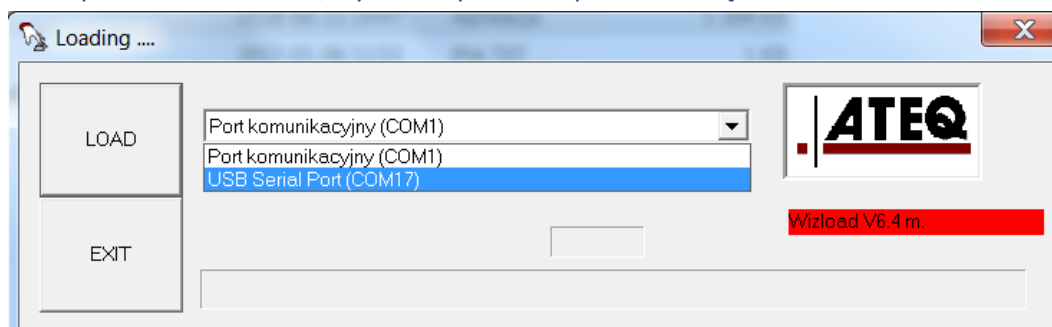 Loading ....
X
LOAD
Port komunikacyjny (COM1)
Port komunikacyjny (COM1)
USB Serial Port (COM17)
ATEQ
Wizload V6.4 m.
EXIT